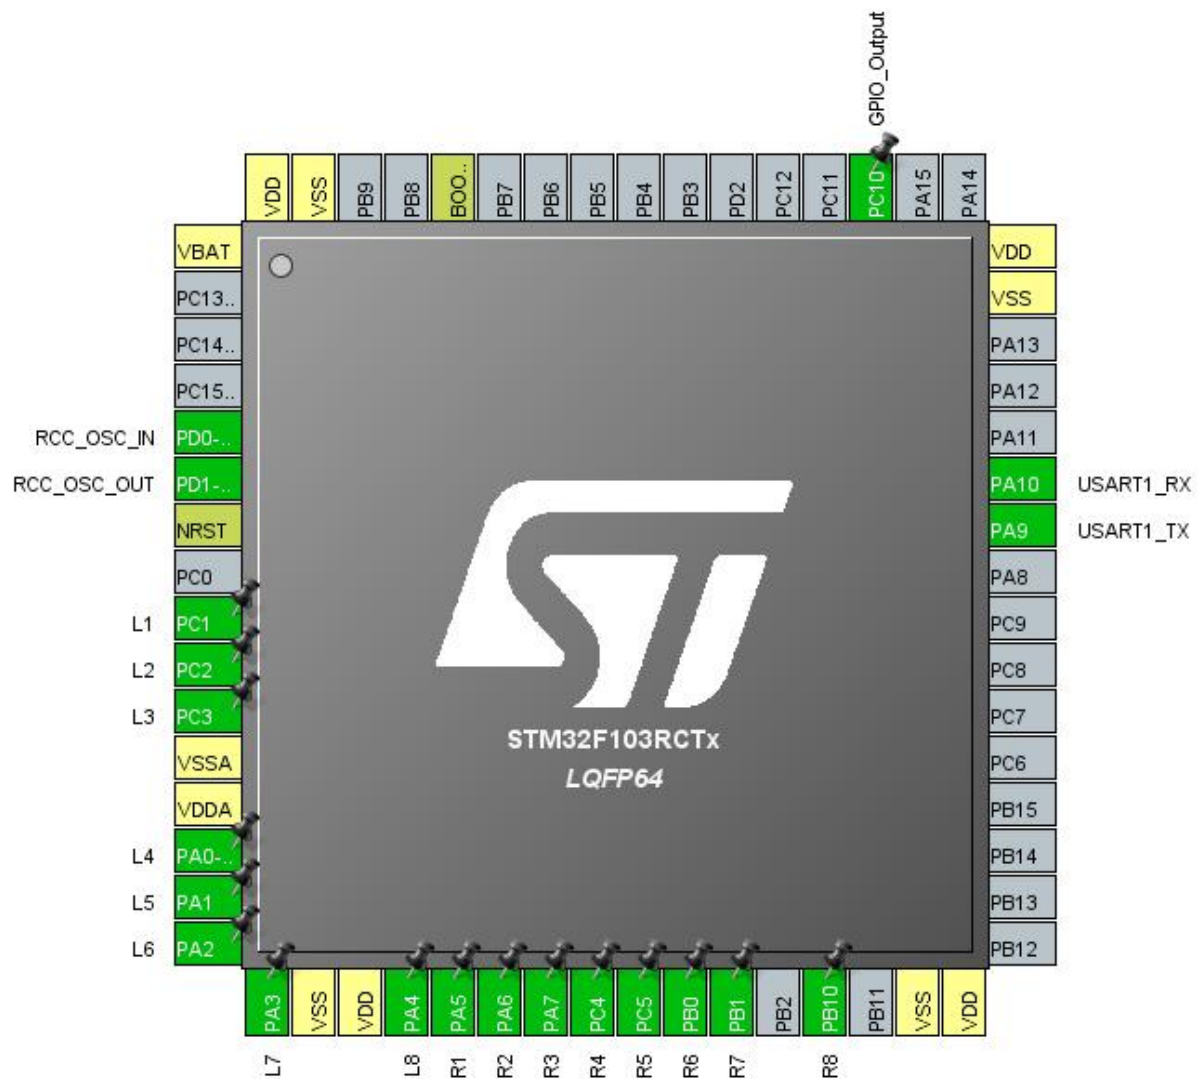 GPIO_Output
VDD
VSS
PB9
PB8
BOO..
PB7
PB6
PB5
PB4
PB3
PD2
PC12
PC11
PC10
PA15
PA14
VBAT
PC13..
PC14..
PC15..
RCC_OSC_IN PD0-..
RCC_OSC_OUT PD1-..
NRST
PC0
L1 PC1
L2 PC2
L3 PC3
VSSA
VDDA
L4 PA0-..
L5 PA1
L6 PA2
VDD
VSS
PA13
PA12
PA11
PA10 USART1_RX
PA9 USART1_TX
PA8
PC9
PC8
PC7
PC6
PB15
PB14
PB13
PB12
ST
STM32F103RCTx
LQFP64
PA3
VSS
VDD
PA4
PA5
PA6
PA7
PC4
PC5
PB0
PB1
PB2
PB10
PB11
VSS
VDD
L7
L8
R1
R2
R3
R4
R5
R6
R7
R8